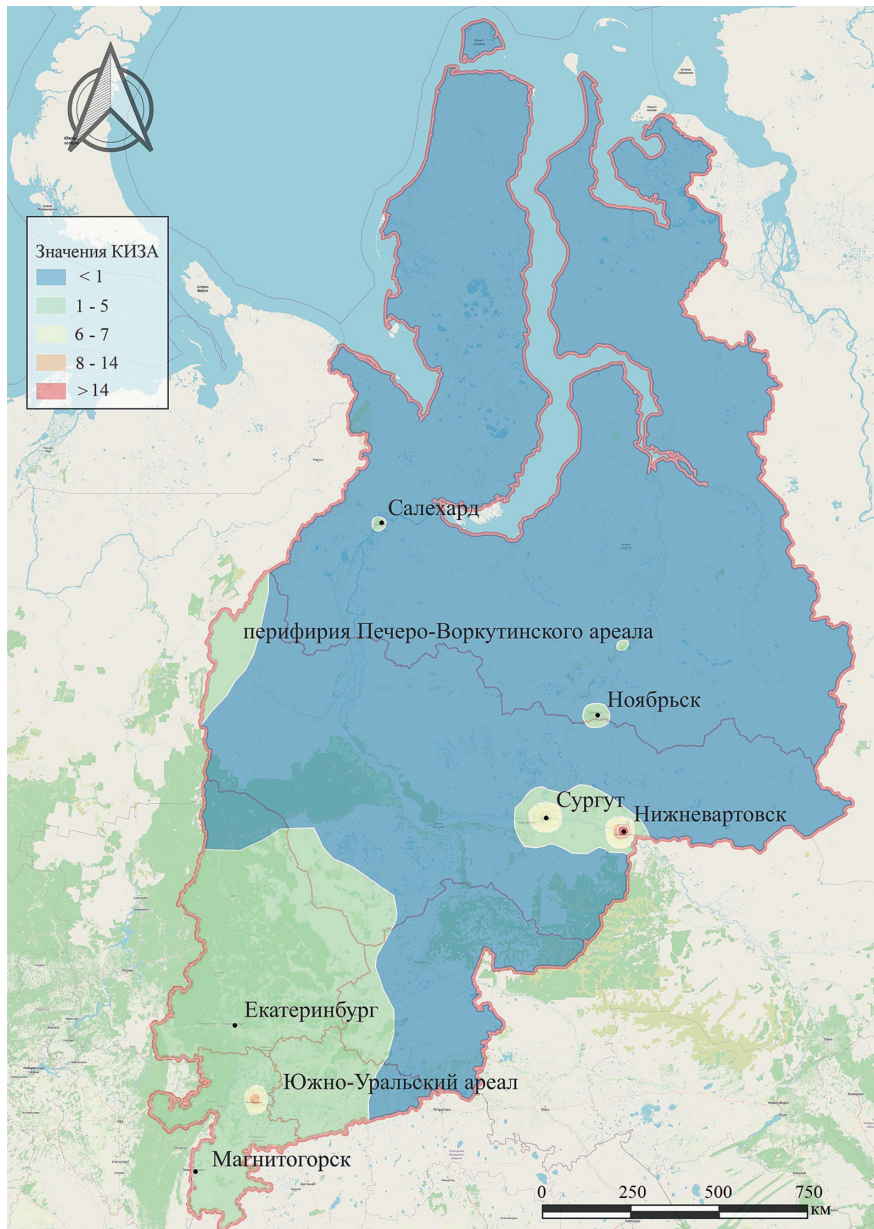 Значения КИЗА
< 1
1 - 5
6 - 7
8 - 14
> 14
Салехард
перифирия Печеро-Воркутинского ареала
Ноябрьск
Сургут
Нижневартовск
Екатеринбург
Южно-Уральский ареал
Магнитогорск
0 250 500 750
км